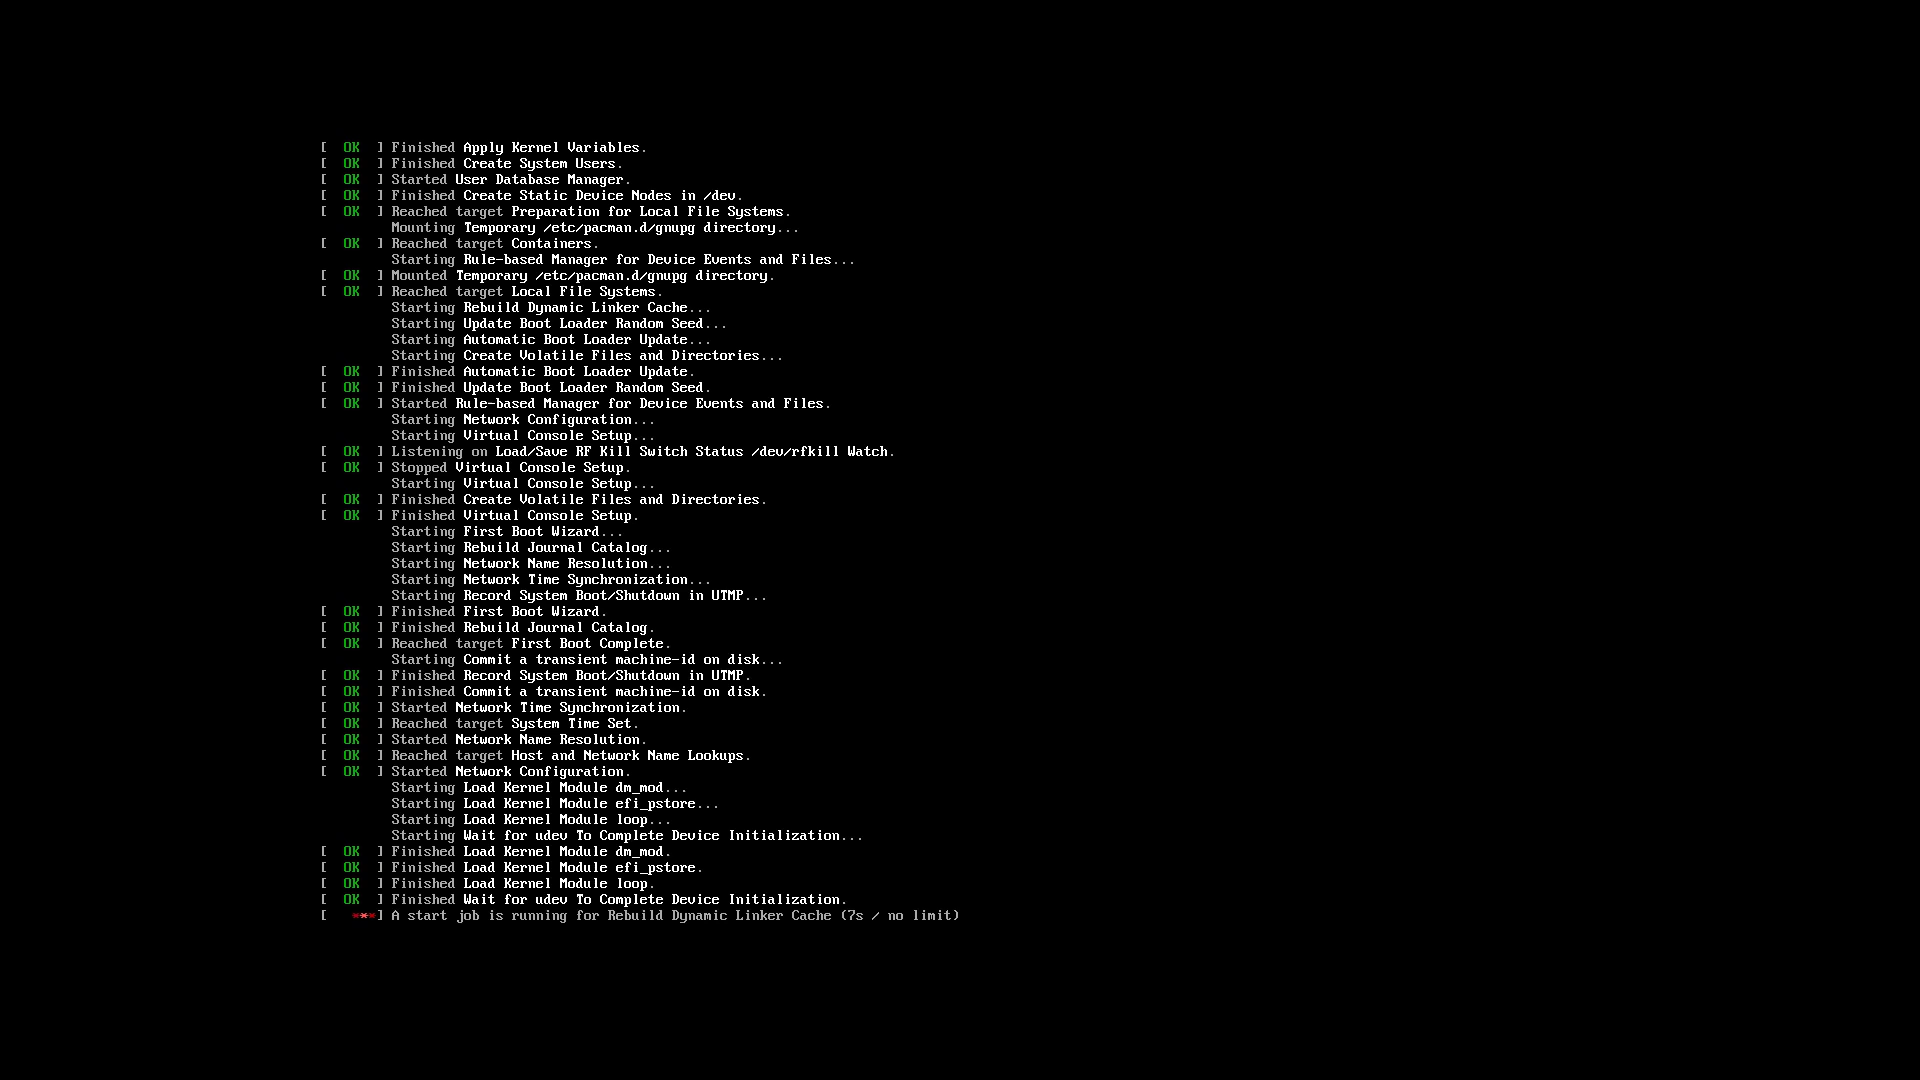 [  OK  ] Finished Apply Kernel Variables.
[  OK  ] Finished Create System Users.
[  OK  ] Started User Database Manager.
[  OK  ] Finished Create Static Device Nodes in /dev.
[  OK  ] Reached target Preparation for Local File Systems.
         Mounting Temporary /etc/pacman.d/gnupg directory...
[  OK  ] Reached target Containers.
         Starting Rule-based Manager for Device Events and Files...
[  OK  ] Mounted Temporary /etc/pacman.d/gnupg directory.
[  OK  ] Reached target Local File Systems.
         Starting Rebuild Dynamic Linker Cache...
         Starting Update Boot Loader Random Seed...
         Starting Automatic Boot Loader Update...
         Starting Create Volatile Files and Directories...
[  OK  ] Finished Automatic Boot Loader Update.
[  OK  ] Finished Update Boot Loader Random Seed.
[  OK  ] Started Rule-based Manager for Device Events and Files.
         Starting Network Configuration...
         Starting Virtual Console Setup...
[  OK  ] Listening on Load/Save RF Kill Switch Status /dev/rfkill Watch.
[  OK  ] Stopped Virtual Console Setup.
         Starting Virtual Console Setup...
[  OK  ] Finished Create Volatile Files and Directories.
[  OK  ] Finished Virtual Console Setup.
         Starting First Boot Wizard...
         Starting Rebuild Journal Catalog...
         Starting Network Name Resolution...
         Starting Network Time Synchronization...
         Starting Record System Boot/Shutdown in UTMP...
[  OK  ] Finished First Boot Wizard.
[  OK  ] Finished Rebuild Journal Catalog.
[  OK  ] Reached target First Boot Complete.
         Starting Commit a transient machine-id on disk...
[  OK  ] Finished Record System Boot/Shutdown in UTMP.
[  OK  ] Finished Commit a transient machine-id on disk.
[  OK  ] Started Network Time Synchronization.
[  OK  ] Reached target System Time Set.
[  OK  ] Started Network Name Resolution.
[  OK  ] Reached target Host and Network Name Lookups.
[  OK  ] Started Network Configuration.
         Starting Load Kernel Module dm_mod...
         Starting Load Kernel Module efi_pstore...
         Starting Load Kernel Module loop...
         Starting Wait for udev To Complete Device Initialization...
[  OK  ] Finished Load Kernel Module dm_mod.
[  OK  ] Finished Load Kernel Module efi_pstore.
[  OK  ] Finished Load Kernel Module loop.
[  OK  ] Finished Wait for udev To Complete Device Initialization.
[   ***] A start job is running for Rebuild Dynamic Linker Cache (7s / no limit)